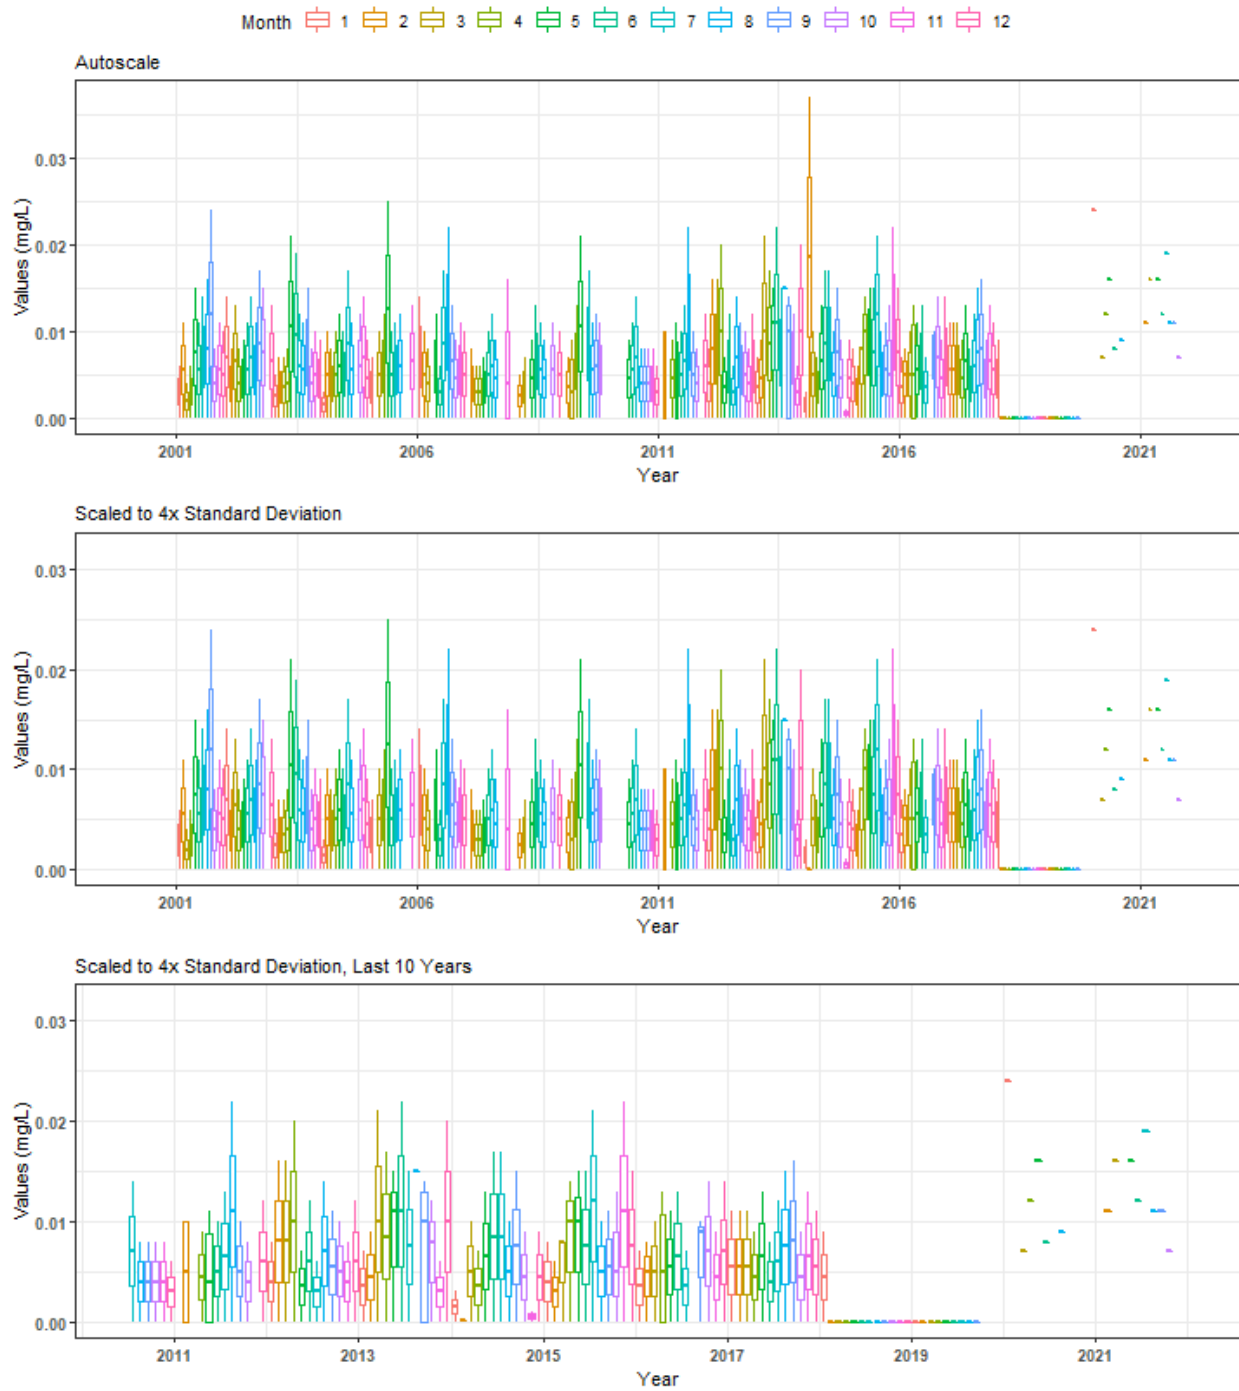 Month 1 2 3 4 5 6 7 8 9 10 11 12
Autoscale
Values (mg/L)
0.03
0.02
0.01
0.00
2001 2006 2011 2016 2021
Year
Scaled to 4x Standard Deviation
Values (mg/L)
0.03
0.02
0.01
0.00
2001 2006 2011 2016 2021
Year
Scaled to 4x Standard Deviation, Last 10 Years
Values (mg/L)
0.03
0.02
0.01
0.00
2011 2013 2015 2017 2019 2021
Year